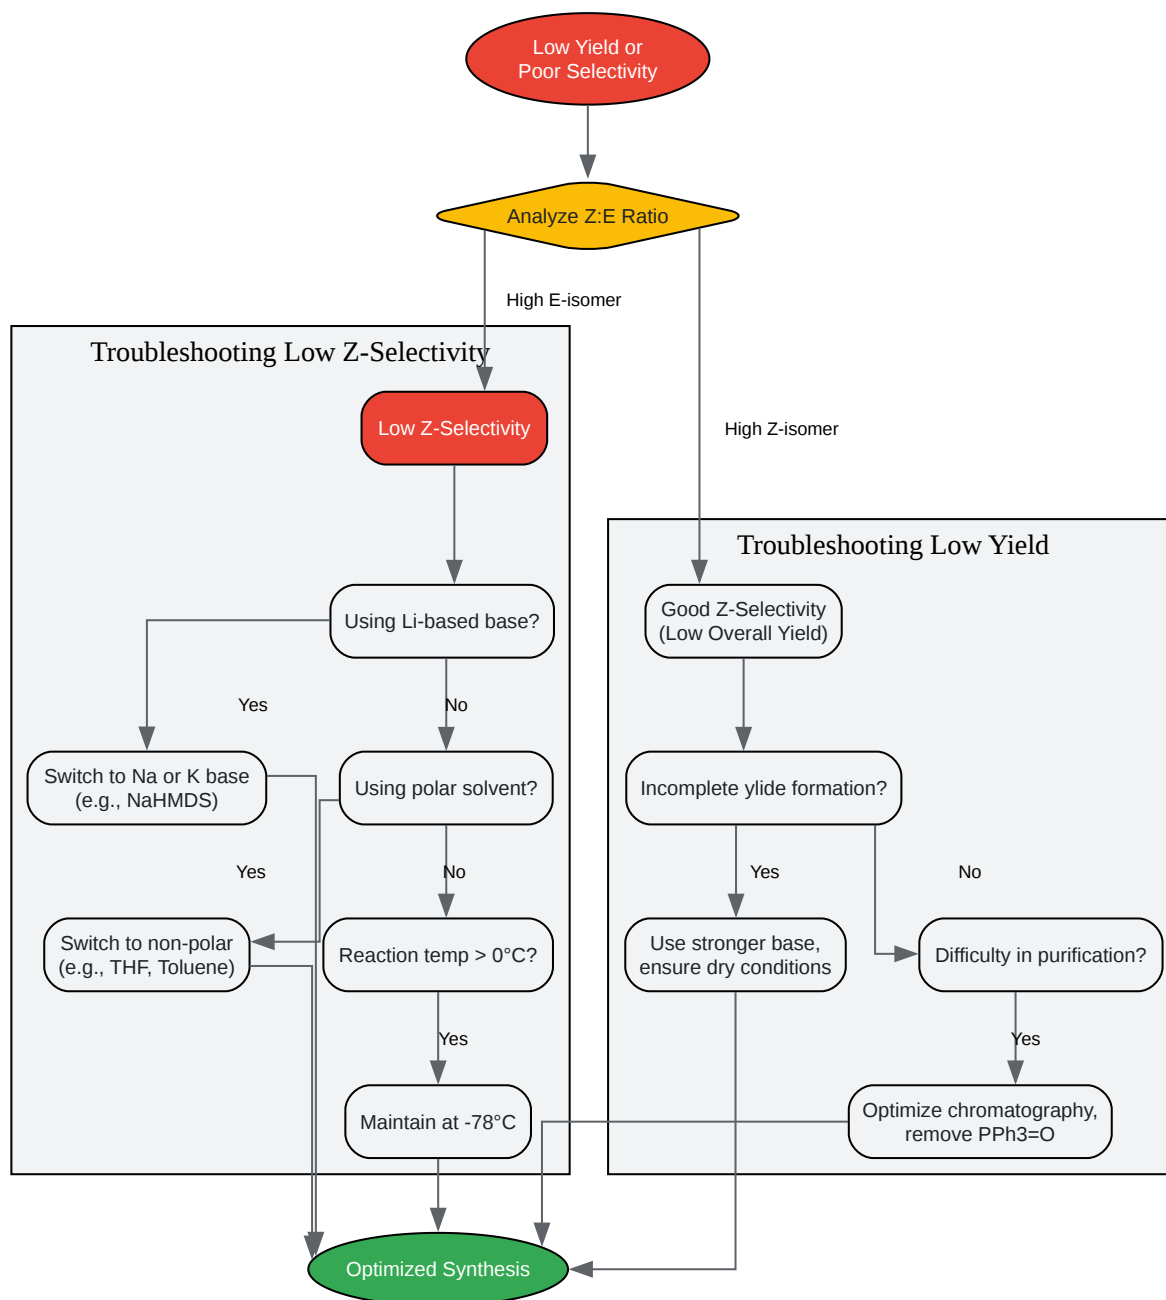 Low Yield or
Poor Selectivity
Analyze Z:E Ratio
High E-isomer
Troubleshooting Low Z-Selectivity
Low Z-Selectivity
High Z-isomer
Troubleshooting Low Yield
Using Li-based base?
Good Z-Selectivity
(Low Overall Yield)
Yes
No
Switch to Na or K base
(e.g., NaHMDS)
Using polar solvent?
Incomplete ylide formation?
Yes
No
Yes
No
Switch to non-polar
(e.g., THF, Toluene)
Reaction temp > 0°C?
Use stronger base,
ensure dry conditions
Difficulty in purification?
Yes
Yes
Maintain at -78°C
Optimize chromatography,
remove PPh3=O
Optimized Synthesis